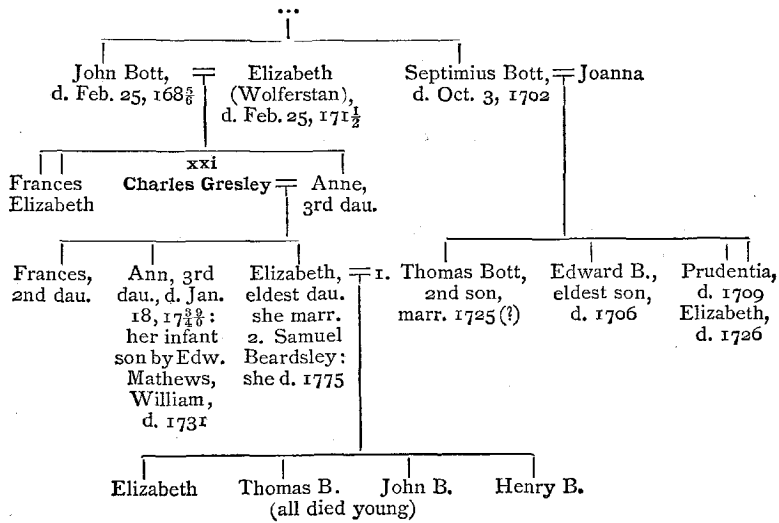 ...
John Bott, = Elizabeth Septimius Bott, = Joanna
d. Feb. 25, 168⅚ (Wolferstan), d. Oct. 3, 1702
d. Feb. 25, 171½
xxi
Frances Charles Gresley = Anne,
Elizabeth 3rd dau.
Frances, Ann, 3rd Elizabeth, = 1. Thomas Bott, Edward B., Prudentia,
2nd dau. dau., d. Jan. eldest dau. 2nd son, eldest son, d. 1709
18, 17 39/40 : she marr. marr. 1725 (?) d. 1706 Elizabeth,
her infant 2. Samuel d. 1726
son by Edw. Beardsley:
Mathews, she d. 1775
William,
d. 1731
Elizabeth Thomas B. John B. Henry B.
(all died young)